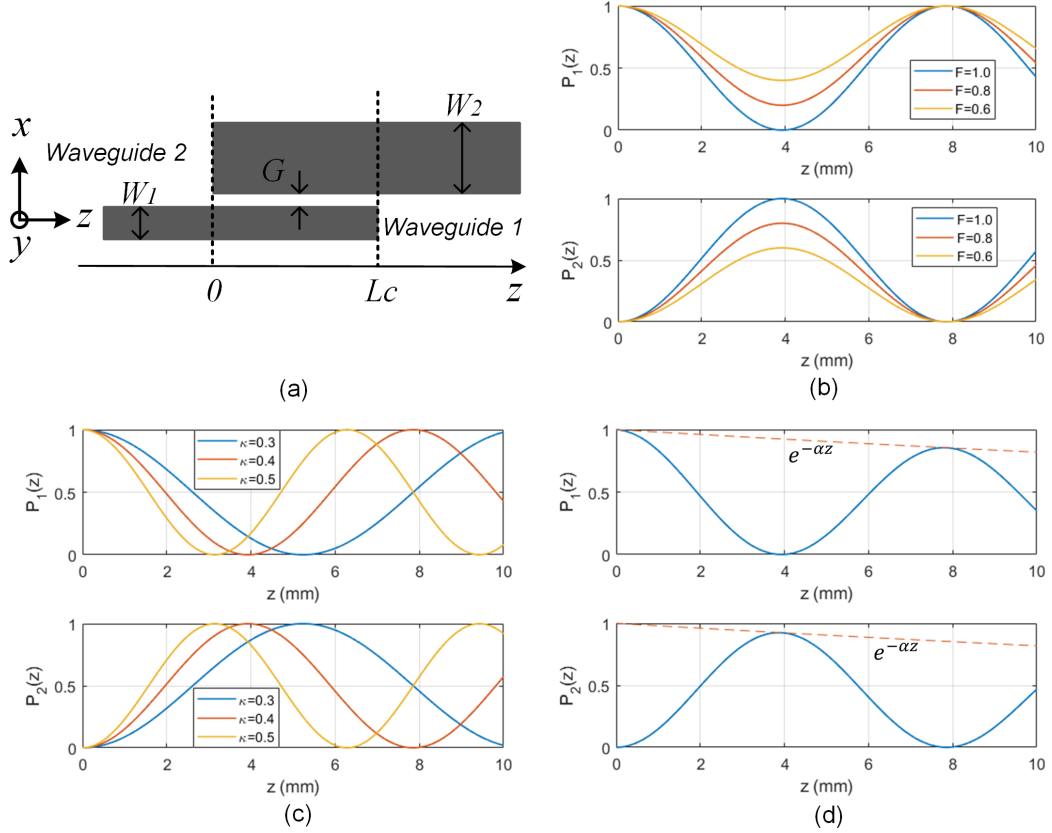 x
Waveguide 2
W2
G
W1
z
y
Waveguide 1
0
Lc
z
(a)
P1(z)
1
0.5
0
F=1.0
F=0.8
F=0.6
0 2 4 6 8 10
z (mm)
P2(z)
1
0.5
0
F=1.0
F=0.8
F=0.6
0 2 4 6 8 10
z (mm)
(b)
P1(z)
1
0.5
0
κ=0.3
κ=0.4
κ=0.5
0 2 4 6 8 10
z (mm)
P2(z)
1
0.5
0
κ=0.3
κ=0.4
κ=0.5
0 2 4 6 8 10
z (mm)
(c)
P1(z)
1
0.5
0
e^{-αz}
0 2 4 6 8 10
z (mm)
P2(z)
1
0.5
0
e^{-αz}
0 2 4 6 8 10
z (mm)
(d)